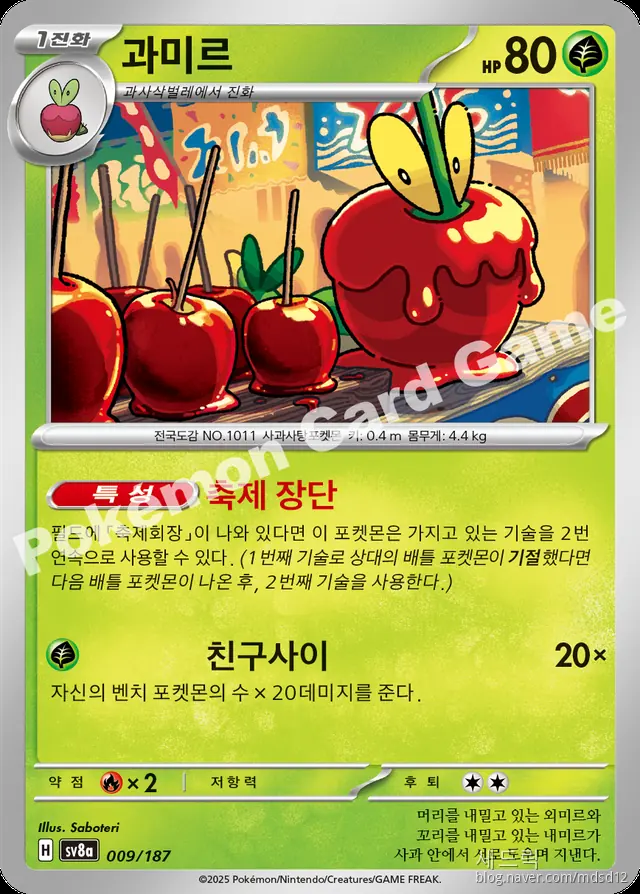 1진화
과미르
HP 80
과사삭벌레에서 진화
전국도감 NO.1011 사과사탕포켓몬 키: 0.4 m 몸무게: 4.4 kg
Pokémon Card Game
특성 축제 장단
필드에 「축제회장」이 나와 있다면 이 포켓몬은 가지고 있는 기술을 2번
연속으로 사용할 수 있다. (1번째 기술로 상대의 배틀 포켓몬이 기절했다면
다음 배틀 포켓몬이 나온 후, 2번째 기술을 사용한다.)
친구사이 20×
자신의 벤치 포켓몬의 수 × 20데미지를 준다.
약점 ×2 저항력 후퇴
머리를 내밀고 있는 외미르와
꼬리를 내밀고 있는 내미르가
사과 안에서 서로 도우며 지낸다.
Illus. Saboteri
H sv8a 009/187
blog.naver.com/mdsd12
©2025 Pokémon/Nintendo/Creatures/GAME FREAK.